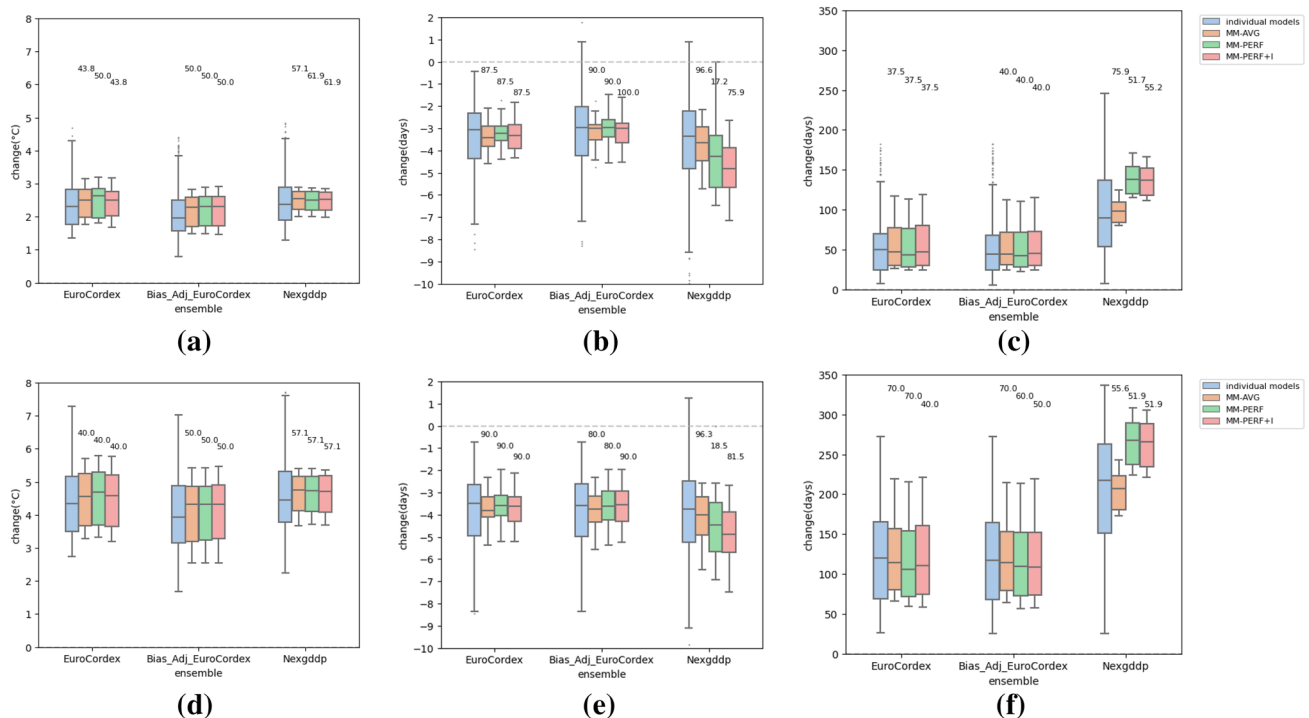 8
7
6
5
4
3
2
1
0
change(°C)
43.8
50.0
43.8
50.0
50.0
50.0
57.1
61.9
61.9
EuroCordex
Bias_Adj_EuroCordex
Nexgddp
ensemble
(a)
2
1
0
−1
−2
−3
−4
−5
−6
−7
−8
−9
−10
change(days)
87.5
87.5
87.5
90.0
90.0
100.0
96.6
17.2
75.9
EuroCordex
Bias_Adj_EuroCordex
Nexgddp
ensemble
(b)
350
300
250
200
150
100
50
0
change(days)
37.5
37.5
37.5
40.0
40.0
40.0
75.9
51.7
55.2
EuroCordex
Bias_Adj_EuroCordex
Nexgddp
ensemble
(c)
individual models
MM-AVG
MM-PERF
MM-PERF+I
8
7
6
5
4
3
2
1
0
change(°C)
40.0
40.0
40.0
50.0
50.0
50.0
57.1
57.1
57.1
EuroCordex
Bias_Adj_EuroCordex
Nexgddp
ensemble
(d)
2
1
0
−1
−2
−3
−4
−5
−6
−7
−8
−9
−10
change(days)
90.0
90.0
90.0
80.0
80.0
90.0
96.3
18.5
81.5
EuroCordex
Bias_Adj_EuroCordex
Nexgddp
ensemble
(e)
350
300
250
200
150
100
50
0
change(days)
70.0
70.0
40.0
70.0
60.0
50.0
55.6
51.9
51.9
EuroCordex
Bias_Adj_EuroCordex
Nexgddp
ensemble
(f)
individual models
MM-AVG
MM-PERF
MM-PERF+I